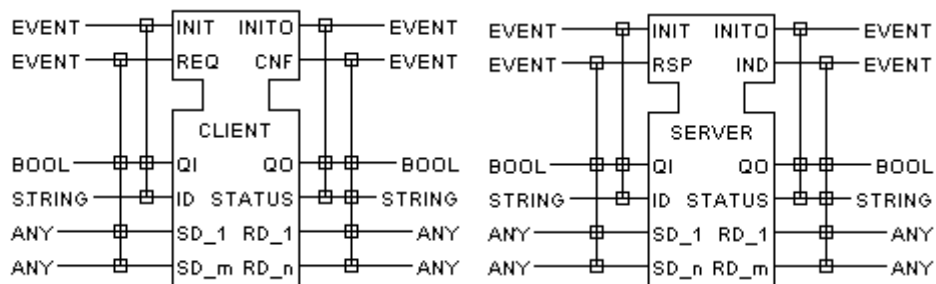 EVENT INIT INITO EVENT
EVENT REQ CNF EVENT
CLIENT
BOOL QI QO BOOL
STRING ID STATUS STRING
ANY SD_1 RD_1 ANY
ANY SD_m RD_n ANY
EVENT INIT INITO EVENT
EVENT RSP IND EVENT
SERVER
BOOL QI QO BOOL
STRING ID STATUS STRING
ANY SD_1 RD_1 ANY
ANY SD_n RD_m ANY